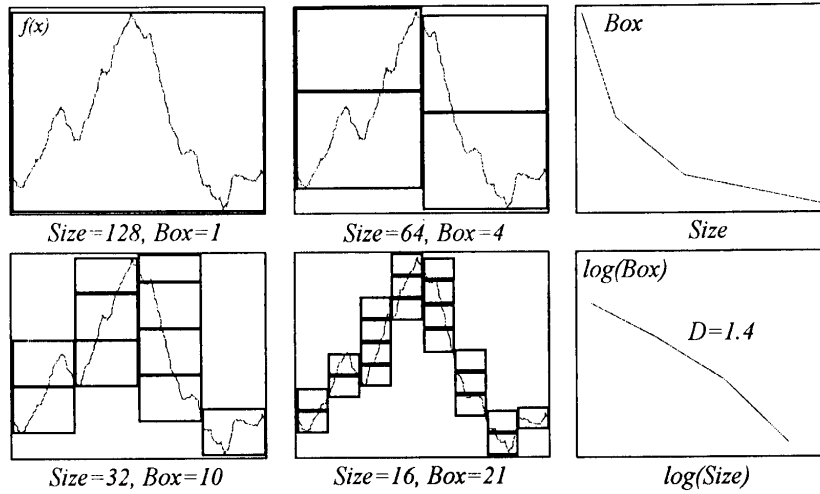 f(x)
Size=128, Box=1
Size=64, Box=4
Box
Size
Size=32, Box=10
Size=16, Box=21
log(Box)
D=1.4
log(Size)